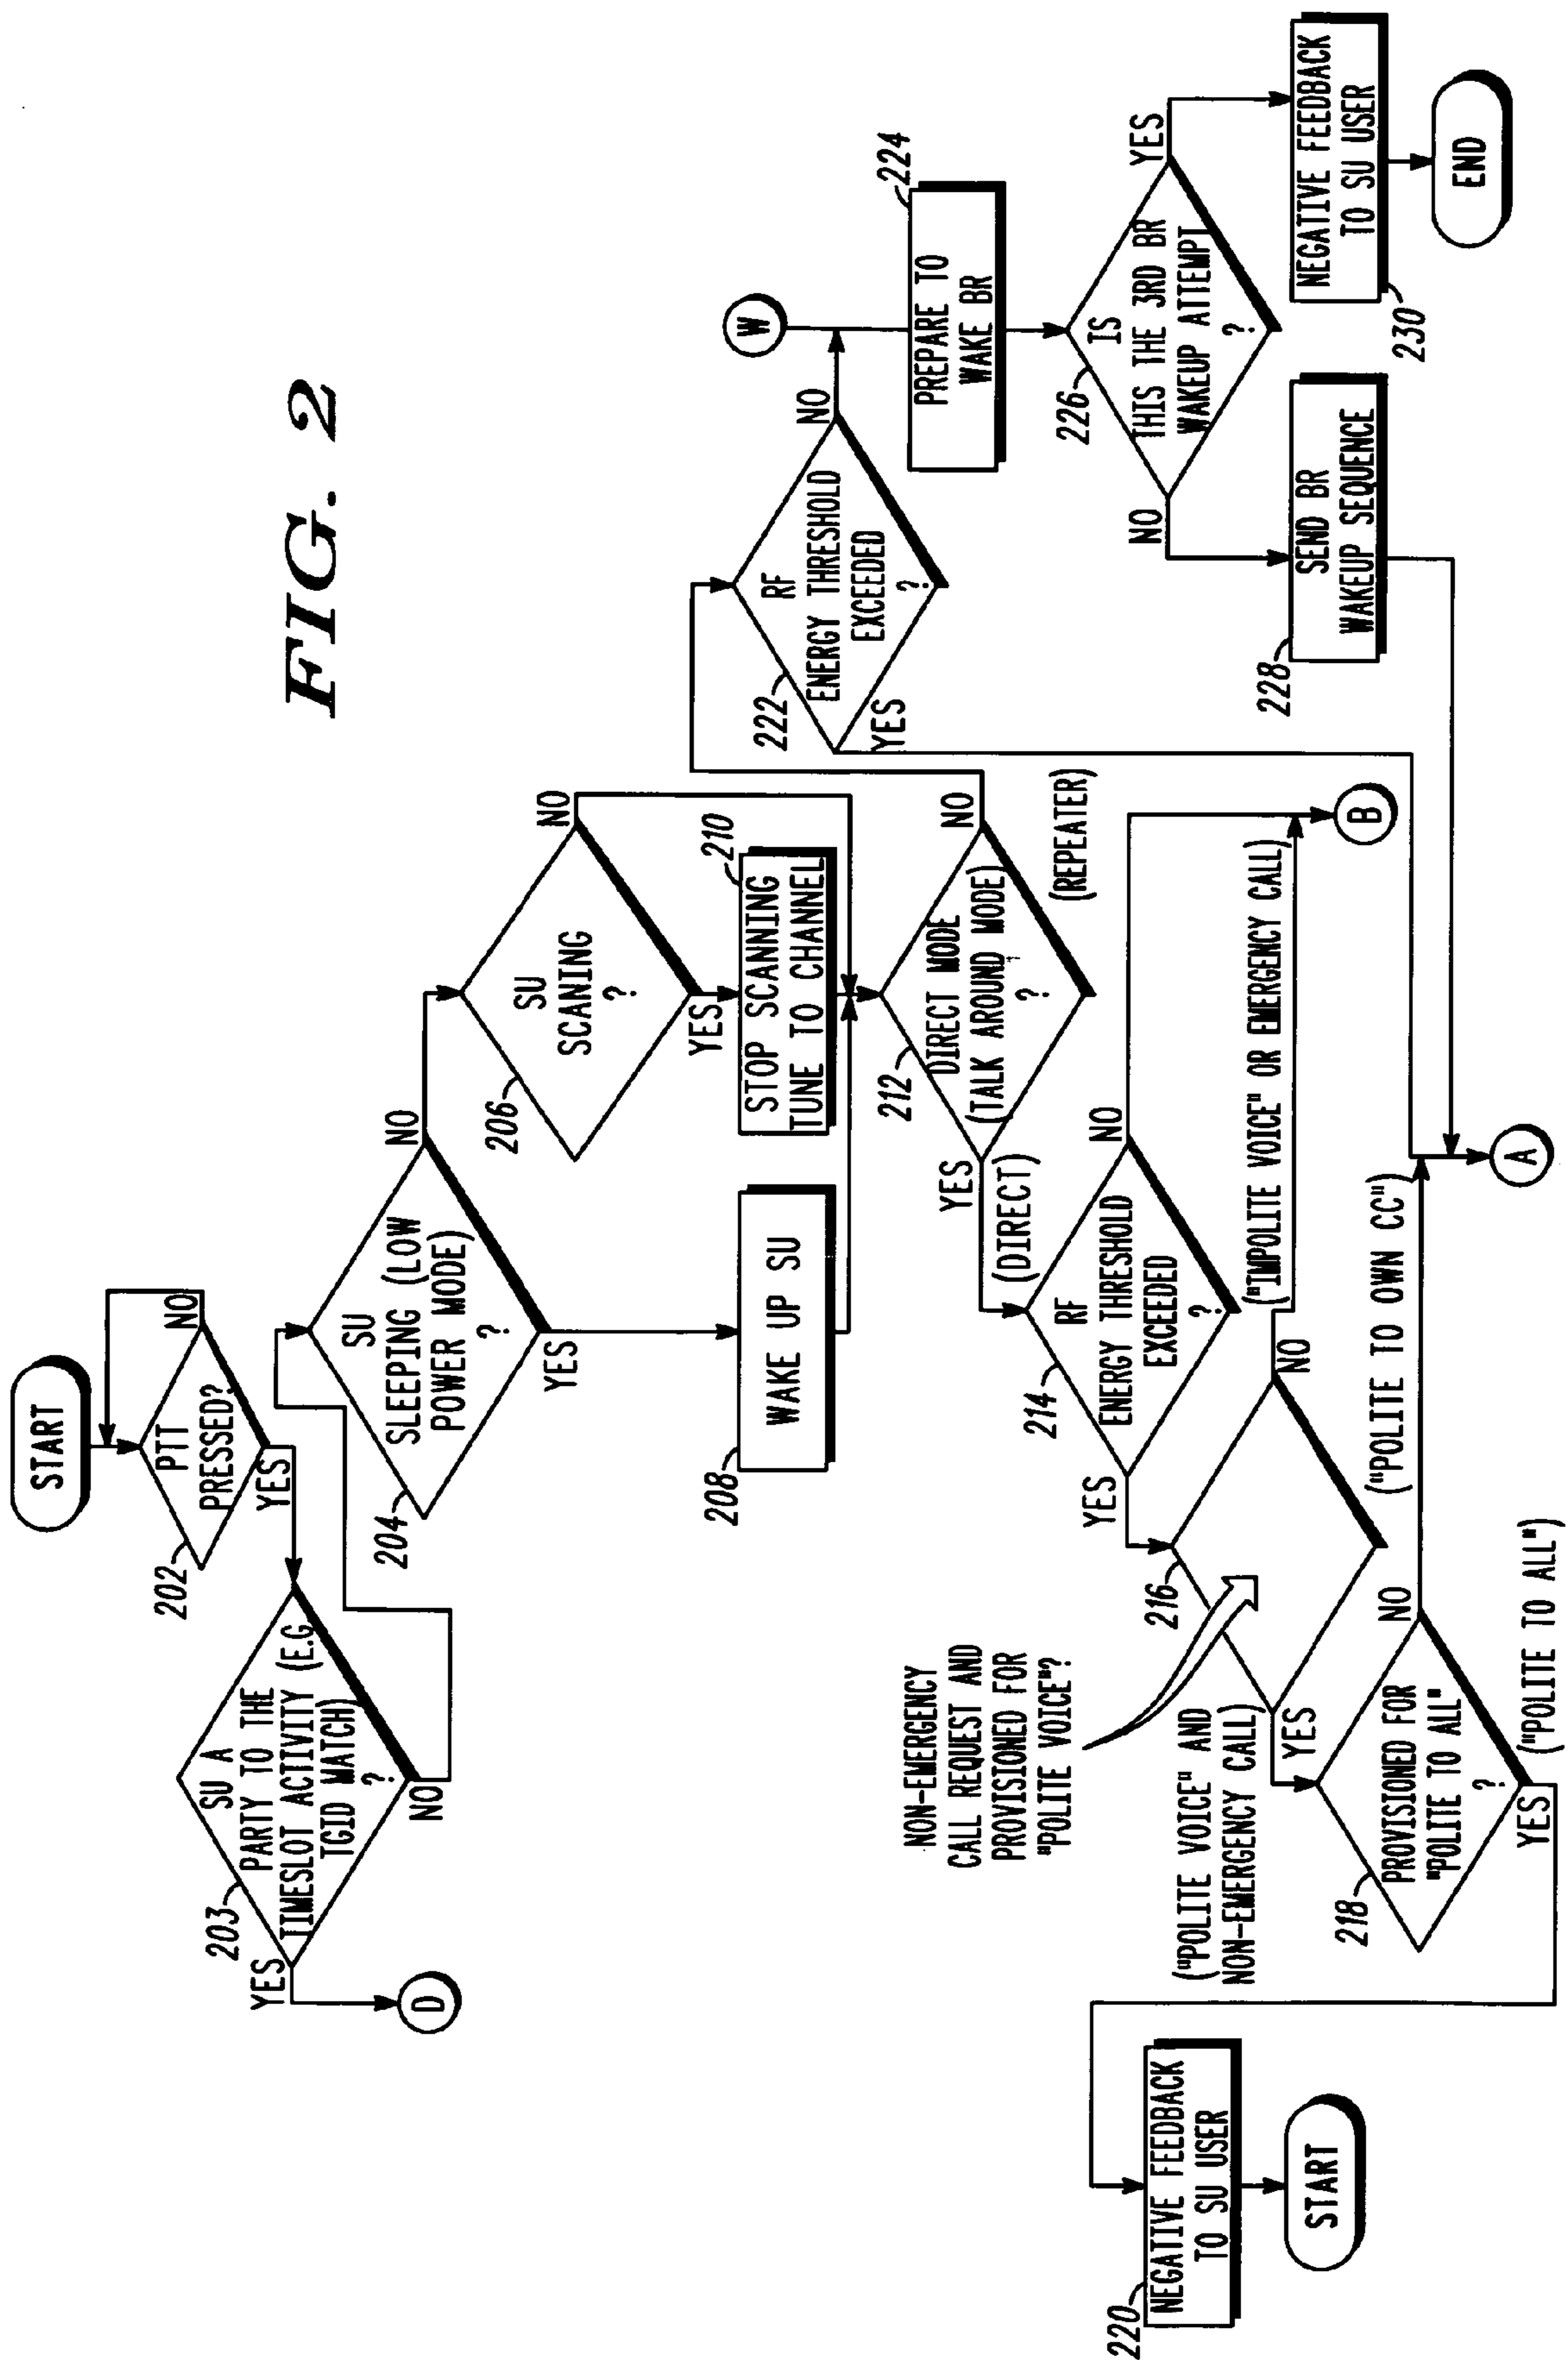 FIG. 2
START
PTT
PRESSED?
202
NO
YES
SU A
PARTY TO THE
TIMESLOT ACTIVITY (E.G
TGID MATCH)
?
203
YES
NO
D
SU
SLEEPING (LOW
POWER MODE)
?
204
NO
YES
SU
SCANING
?
206
NO
YES
208
WAKE UP SU
210
STOP SCANNING
TUNE TO CHANNEL
212
DIRECT MODE
(TALK AROUND MODE)
?
YES
(DIRECT)
NO
(REPEATER)
214
RF
ENERGY THRESHOLD
EXCEEDED
?
YES
NO
216
NON-EMERGENCY
CALL REQUEST AND
PROVISIONED FOR
"POLITE VOICE"?
YES
("POLITE VOICE" AND
NON-EMERGENCY CALL)
NO
("IMPOLITE VOICE" OR EMERGENCY CALL)
B
218
PROVISIONED FOR
"POLITE TO ALL"
?
NO
("POLITE TO OWN CC")
YES
("POLITE TO ALL")
A
220
NEGATIVE FEEDBACK
TO SU USER
START
222
RF
ENERGY THRESHOLD
EXCEEDED
?
YES
NO
W
224
PREPARE TO
WAKE BR
226
IS
THIS THE 3RD BR
WAKEUP ATTEMPT
?
NO
YES
228
SEND BR
WAKEUP SEQUENCE
230
NEGATIVE FEEDBACK
TO SU USER
END